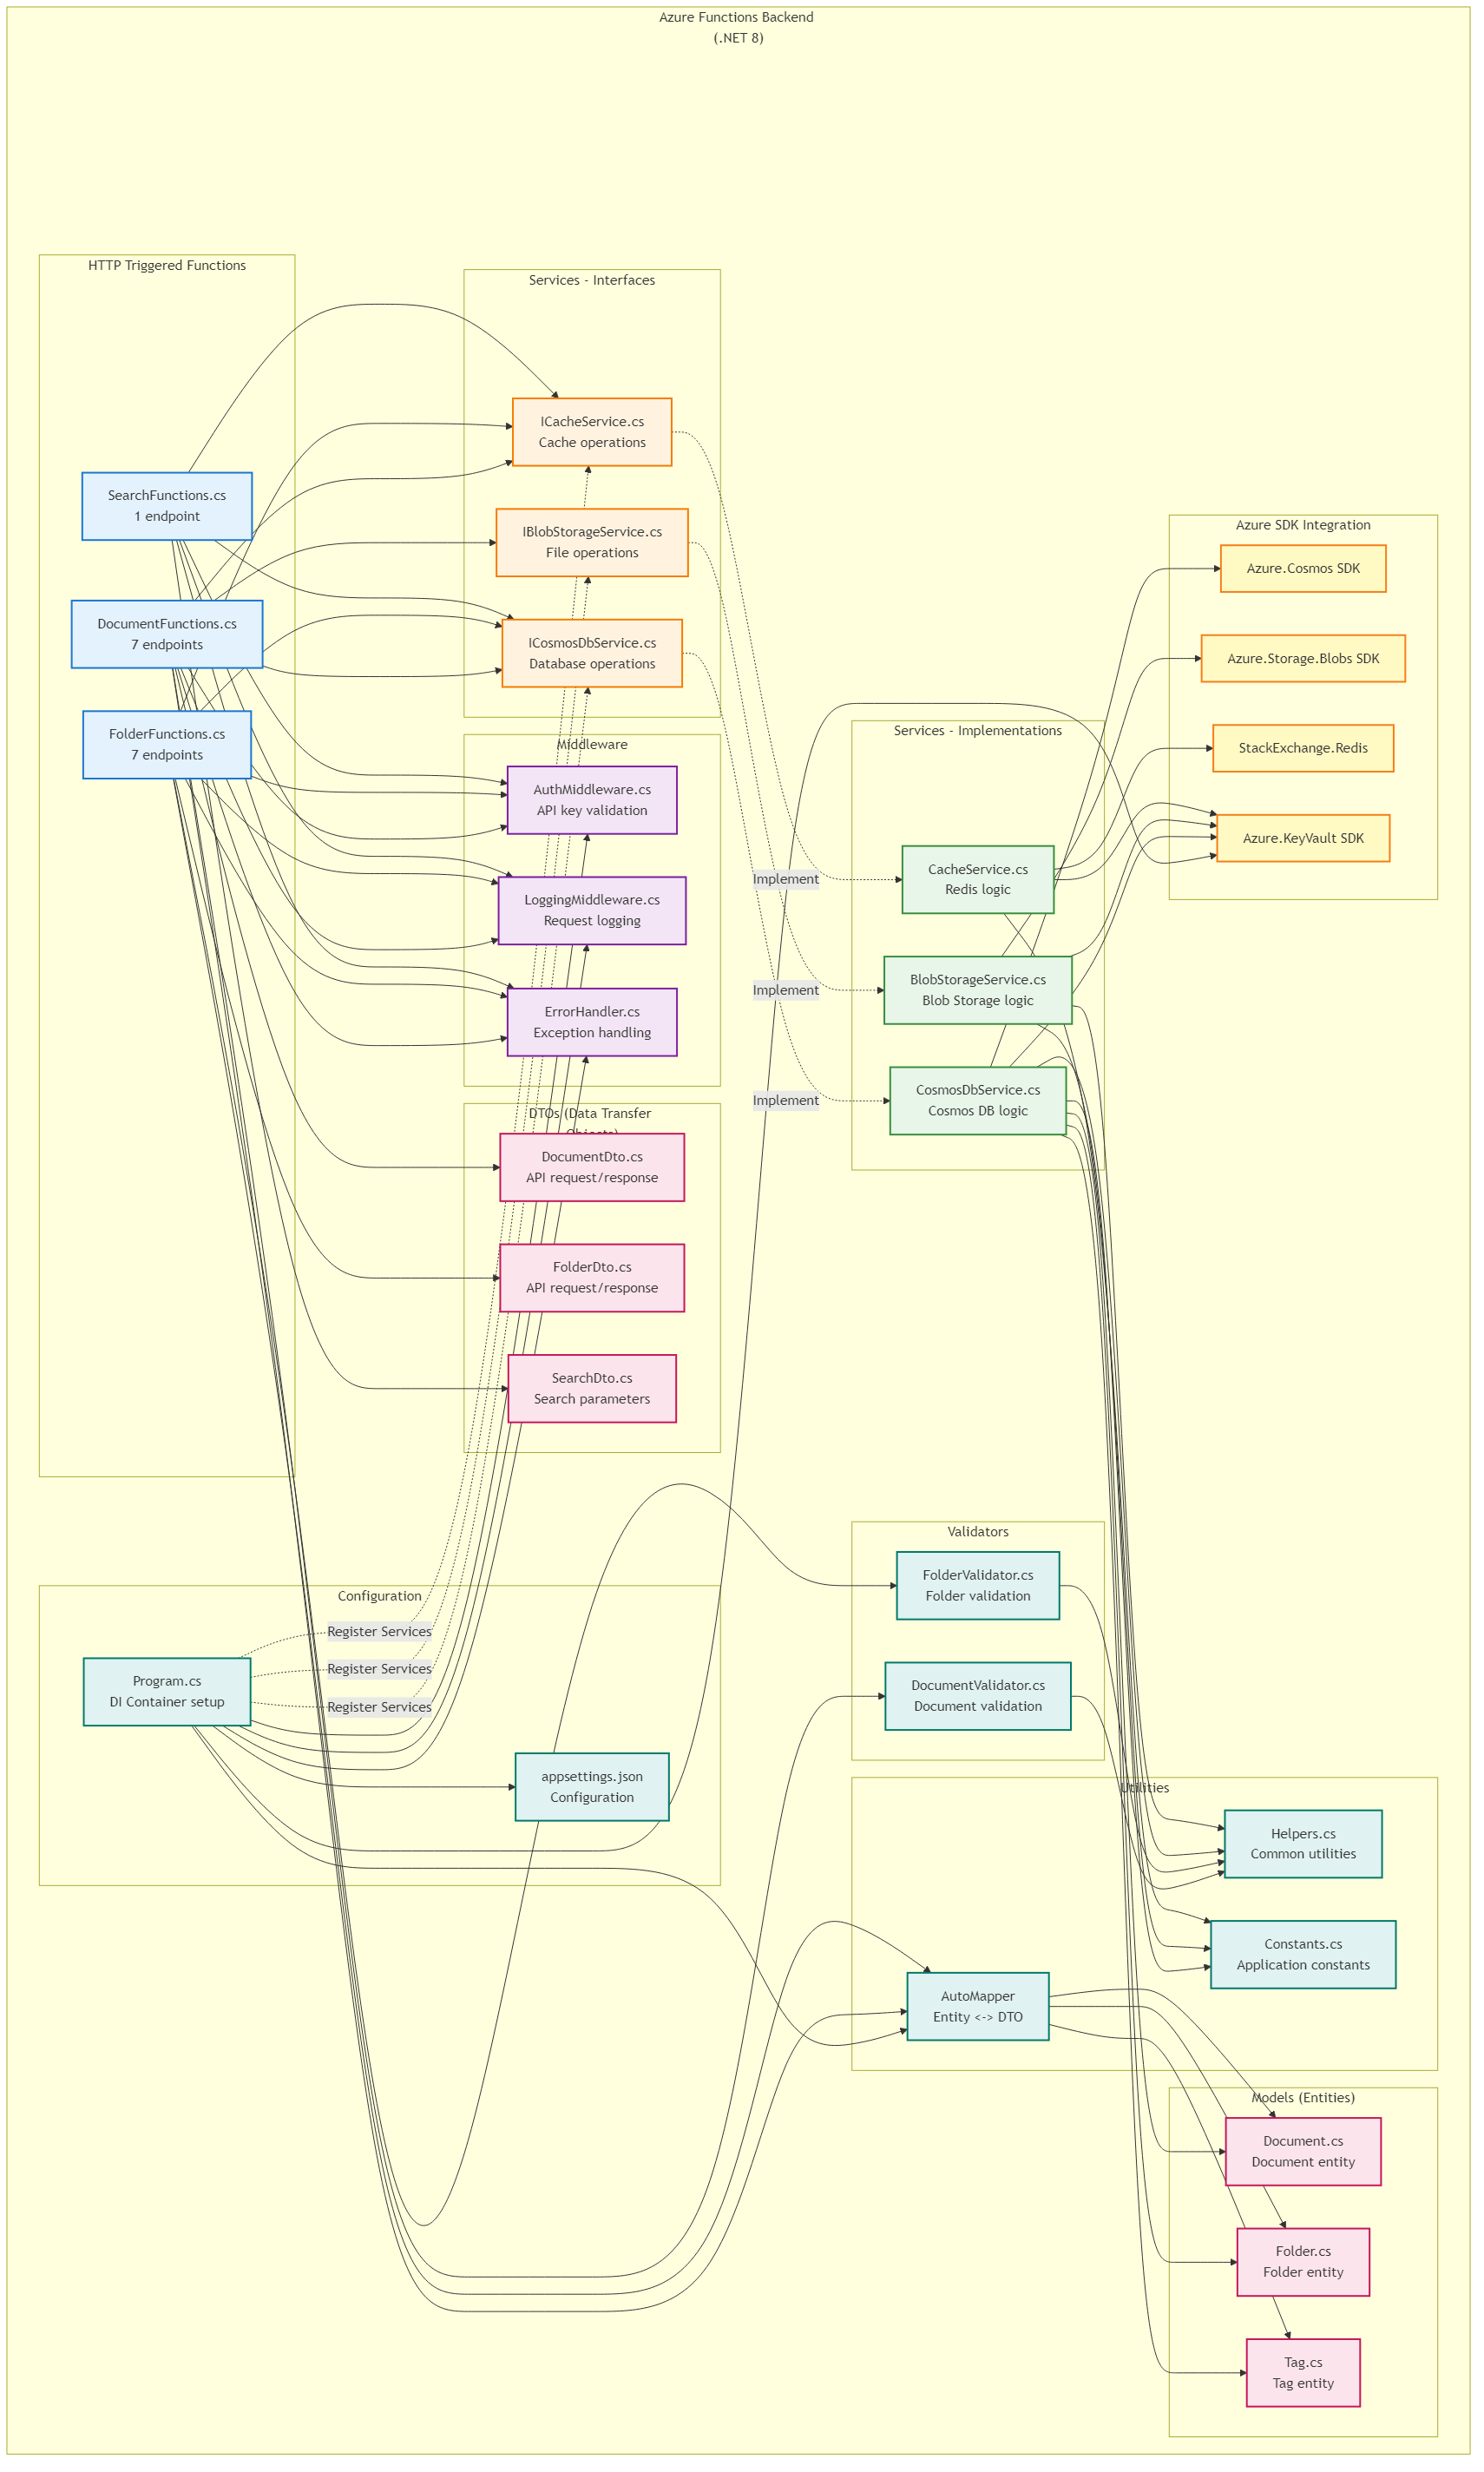 Azure Functions Backend
(.NET 8)
HTTP Triggered Functions
SearchFunctions.cs
1 endpoint
DocumentFunctions.cs
7 endpoints
FolderFunctions.cs
7 endpoints
Services - Interfaces
ICacheService.cs
Cache operations
IBlobStorageService.cs
File operations
ICosmosDbService.cs
Database operations
Middleware
AuthMiddleware.cs
API key validation
LoggingMiddleware.cs
Request logging
ErrorHandler.cs
Exception handling
DTOs (Data Transfer
Objects)
DocumentDto.cs
API request/response
FolderDto.cs
API request/response
SearchDto.cs
Search parameters
Implement
Implement
Implement
Services - Implementations
CacheService.cs
Redis logic
BlobStorageService.cs
Blob Storage logic
CosmosDbService.cs
Cosmos DB logic
Azure SDK Integration
Azure.Cosmos SDK
Azure.Storage.Blobs SDK
StackExchange.Redis
Azure.KeyVault SDK
Configuration
Register Services
Register Services
Register Services
Program.cs
DI Container setup
appsettings.json
Configuration
Validators
FolderValidator.cs
Folder validation
DocumentValidator.cs
Document validation
Utilities
Helpers.cs
Common utilities
Constants.cs
Application constants
AutoMapper
Entity <-> DTO
Models (Entities)
Document.cs
Document entity
Folder.cs
Folder entity
Tag.cs
Tag entity